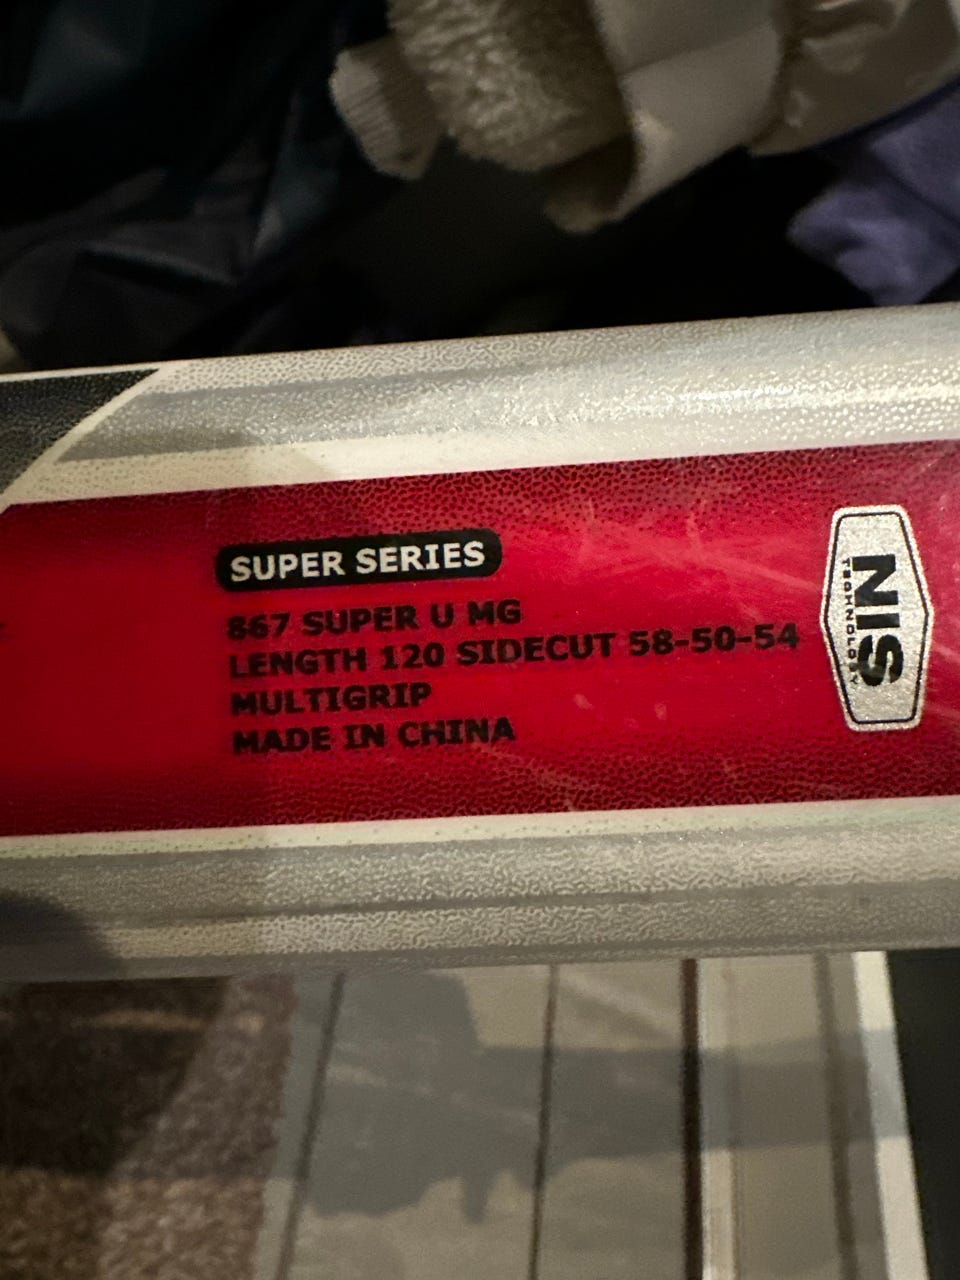 SUPER SERIES
867 SUPER U MG
LENGTH 120 SIDECUT 58-50-54
MULTIGRIP
MADE IN CHINA
NIS
TECHNOLOGY